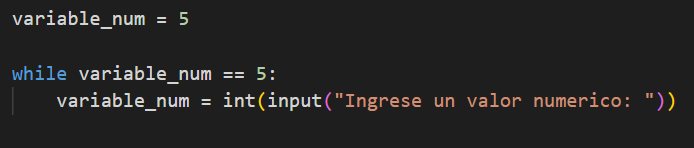 variable_num = 5
while variable_num == 5:
    variable_num = int(input("Ingrese un valor numerico: "))